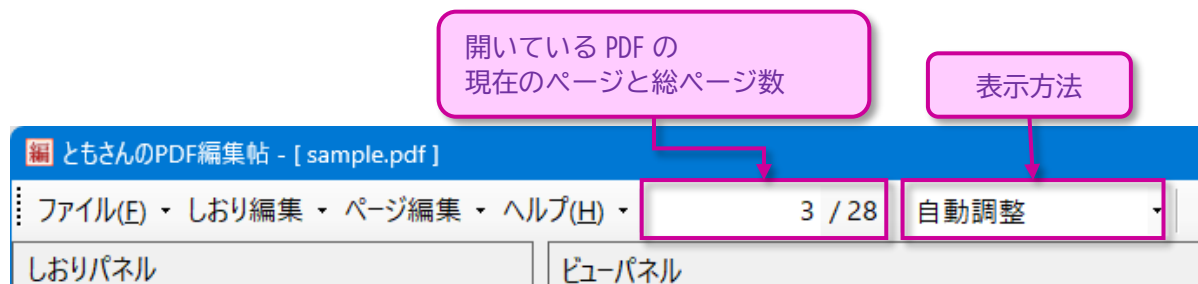 開いている PDF の
現在のページと総ページ数
表示方法
編 ともさんのPDF編集帖 - [ sample.pdf ]
ファイル(F) しおり編集 ページ編集 ヘルプ(H) 3 / 28 自動調整
しおりパネル ビューパネル